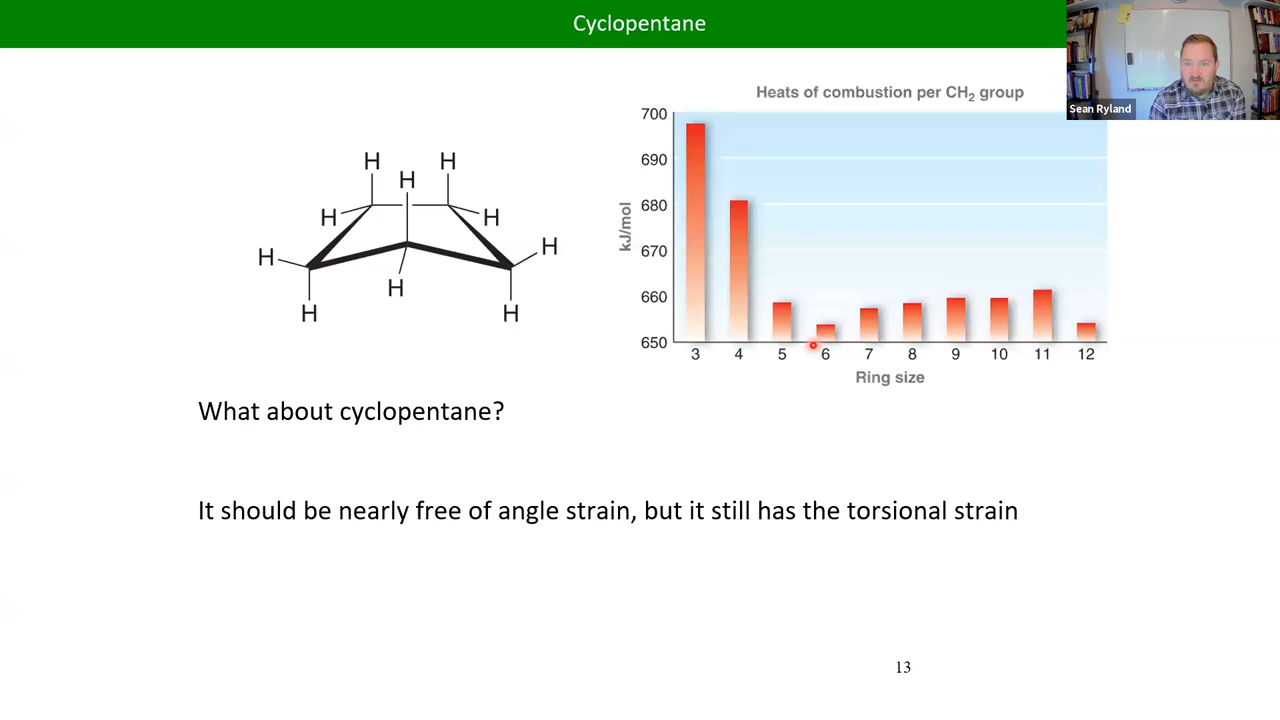 Cyclopentane
Sean Ryland
H H
H
H H
H H
H
H H
Heats of combustion per CH₂ group
kJ/mol
700
690
680
670
660
650
3 4 5 6 7 8 9 10 11 12
Ring size
What about cyclopentane?
It should be nearly free of angle strain, but it still has the torsional strain
13